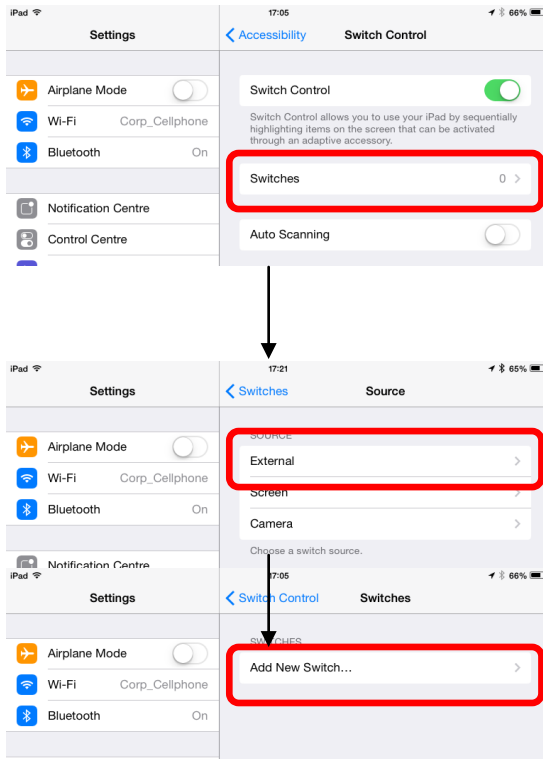 iPad 17:05 66%
Settings
Airplane Mode
Wi-Fi Corp_Cellphone
Bluetooth On
Notification Centre
Control Centre
Accessibility Switch Control
Switch Control
Switch Control allows you to use your iPad by sequentially
highlighting items on the screen that can be activated
through an adaptive accessory.
Switches 0
Auto Scanning
iPad 17:21 65%
Settings
Airplane Mode
Wi-Fi Corp_Cellphone
Bluetooth On
Notification Centre
Switches Source
SOURCE
External
Screen
Camera
Choose a switch source.
iPad 17:05 66%
Settings
Airplane Mode
Wi-Fi Corp_Cellphone
Bluetooth On
Switch Control Switches
SWITCHES
Add New Switch...